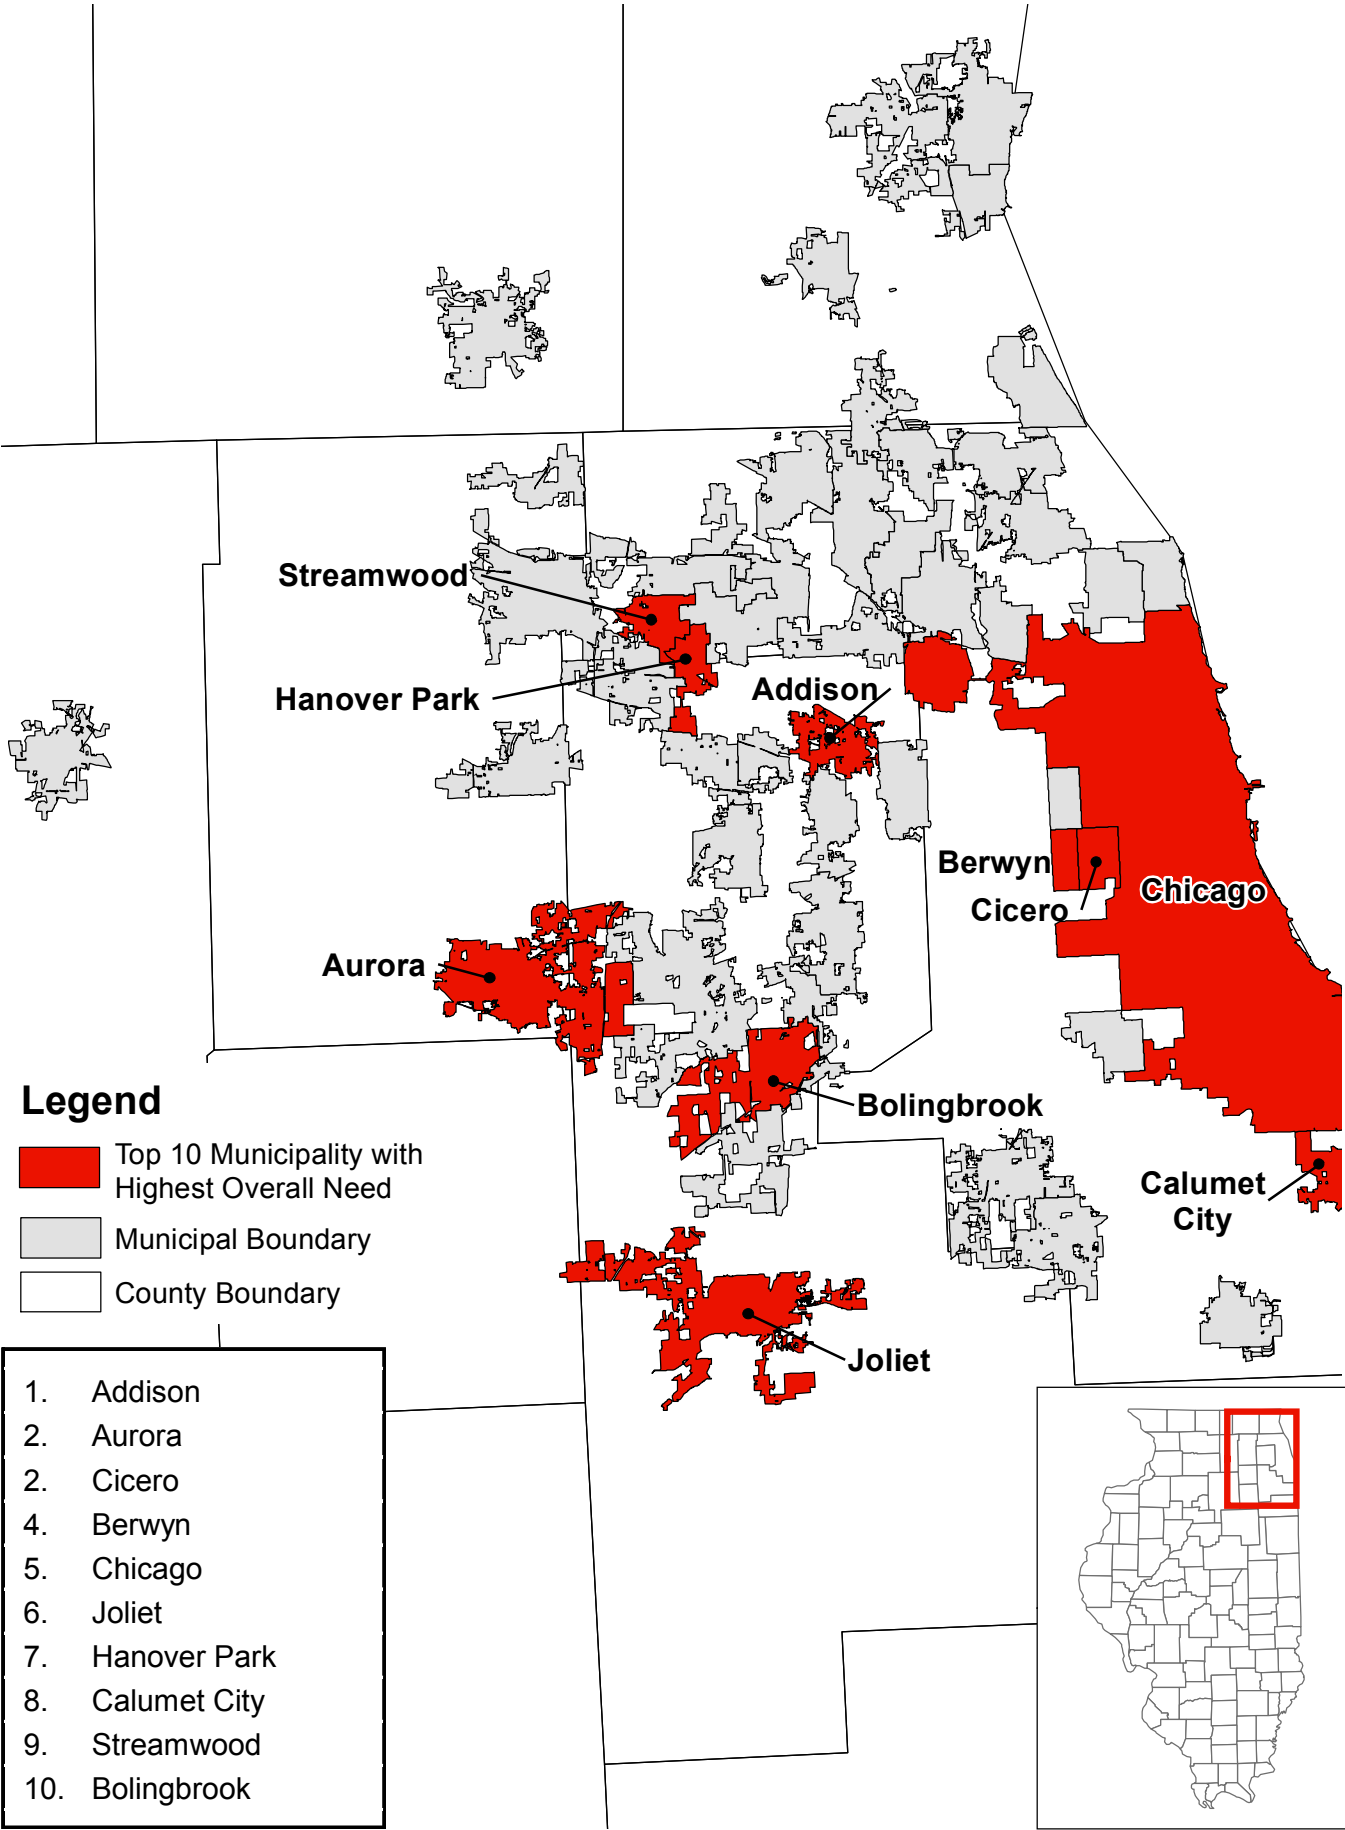 Streamwood
Hanover Park
Addison
Berwyn
Chicago
Cicero
Aurora
Bolingbrook
Calumet
City
Joliet
Legend
Top 10 Municipality with
Highest Overall Need
Municipal Boundary
County Boundary
1. Addison
2. Aurora
2. Cicero
4. Berwyn
5. Chicago
6. Joliet
7. Hanover Park
8. Calumet City
9. Streamwood
10. Bolingbrook